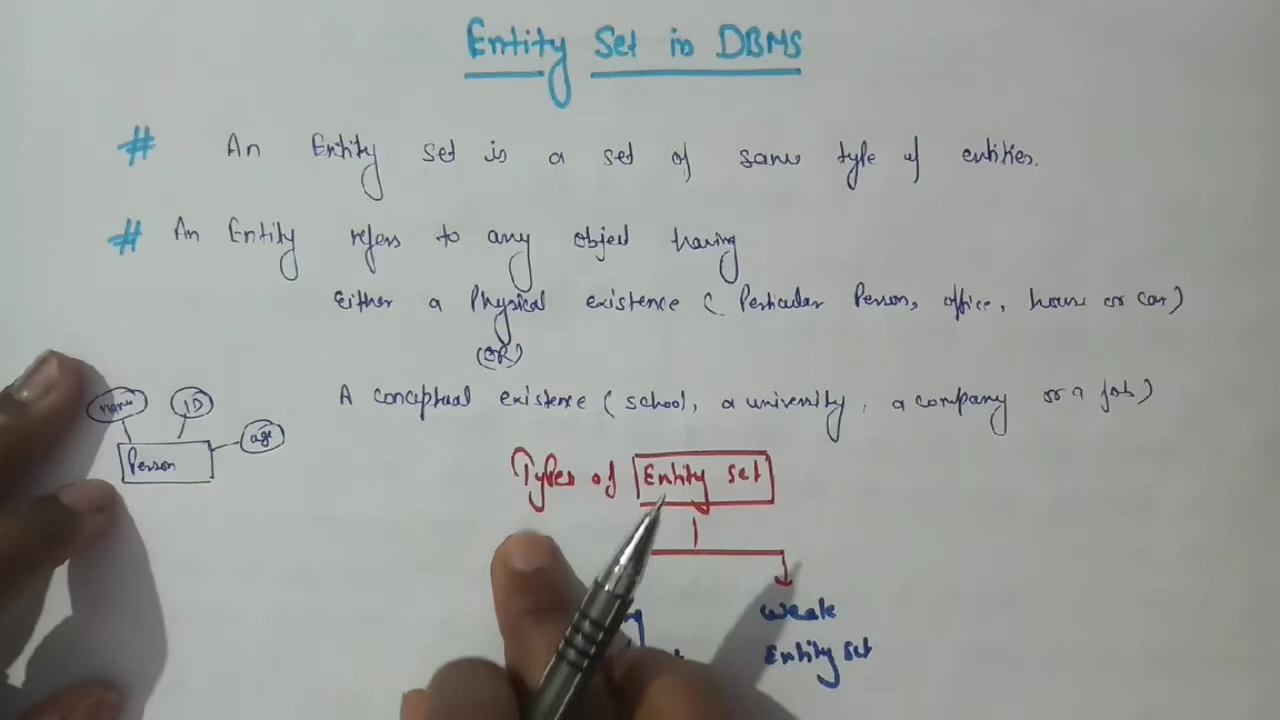 Entity Set in DBMS
# An Entity set is a set of same type of entities.
# An Entity refers to any object having
Either a Physical existence ( Perticular Person, office, house or car)
(OR)
A conceptual existence ( school, a university, a company or a job)
name ID age
Person
Types of Entity set
weak
Entity set